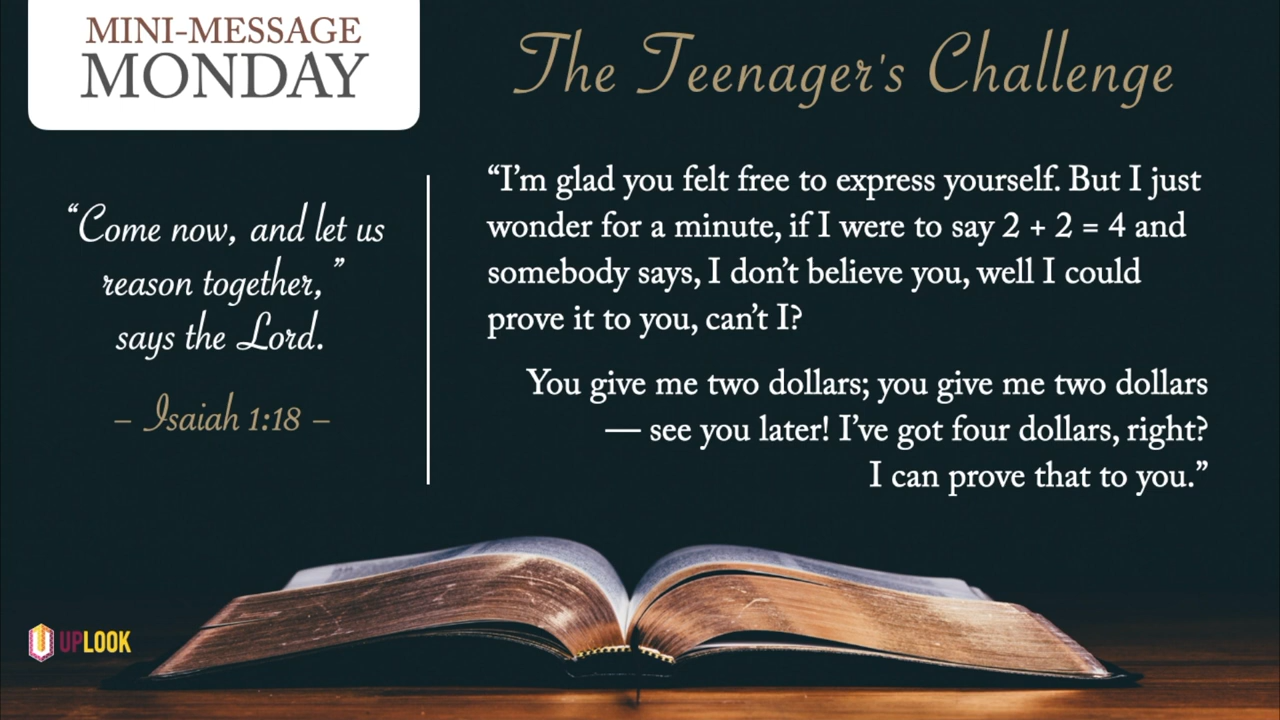 MINI-MESSAGE
MONDAY
The Teenager's Challenge
“Come now, and let us
reason together,”
says the Lord.
– Isaiah 1:18 –
“I’m glad you felt free to express yourself. But I just
wonder for a minute, if I were to say 2 + 2 = 4 and
somebody says, I don’t believe you, well I could
prove it to you, can’t I?
You give me two dollars; you give me two dollars
— see you later! I’ve got four dollars, right?
I can prove that to you.”
UPLOOK